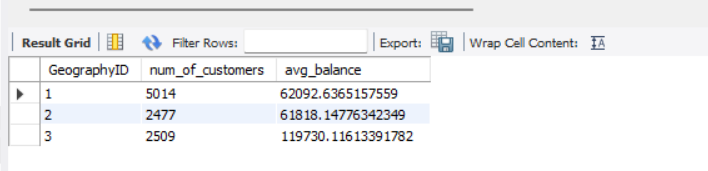 Result Grid Filter Rows: Export: Wrap Cell Content:
GeographyID num_of_customers avg_balance
1 5014 62092.6365157559
2 2477 61818.14776342349
3 2509 119730.11613391782